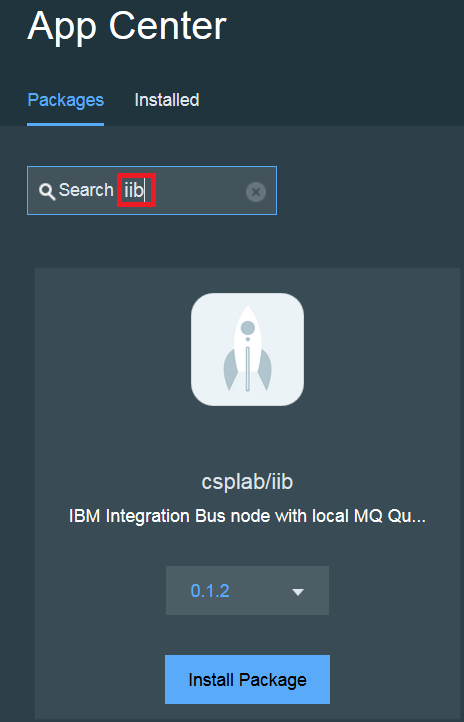 App Center
Packages Installed
Search iib
csplab/iib
IBM Integration Bus node with local MQ Qu...
0.1.2
Install Package